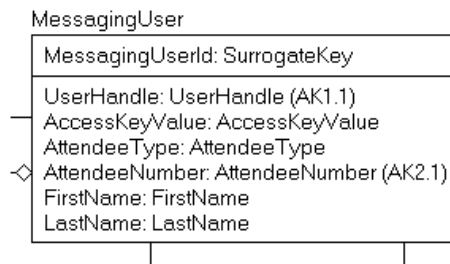 MessagingUser
MessagingUserId: SurrogateKey
UserHandle: UserHandle (AK1.1)
AccessKeyValue: AccessKeyValue
AttendeeType: AttendeeType
AttendeeNumber: AttendeeNumber (AK2.1)
FirstName: FirstName
LastName: LastName